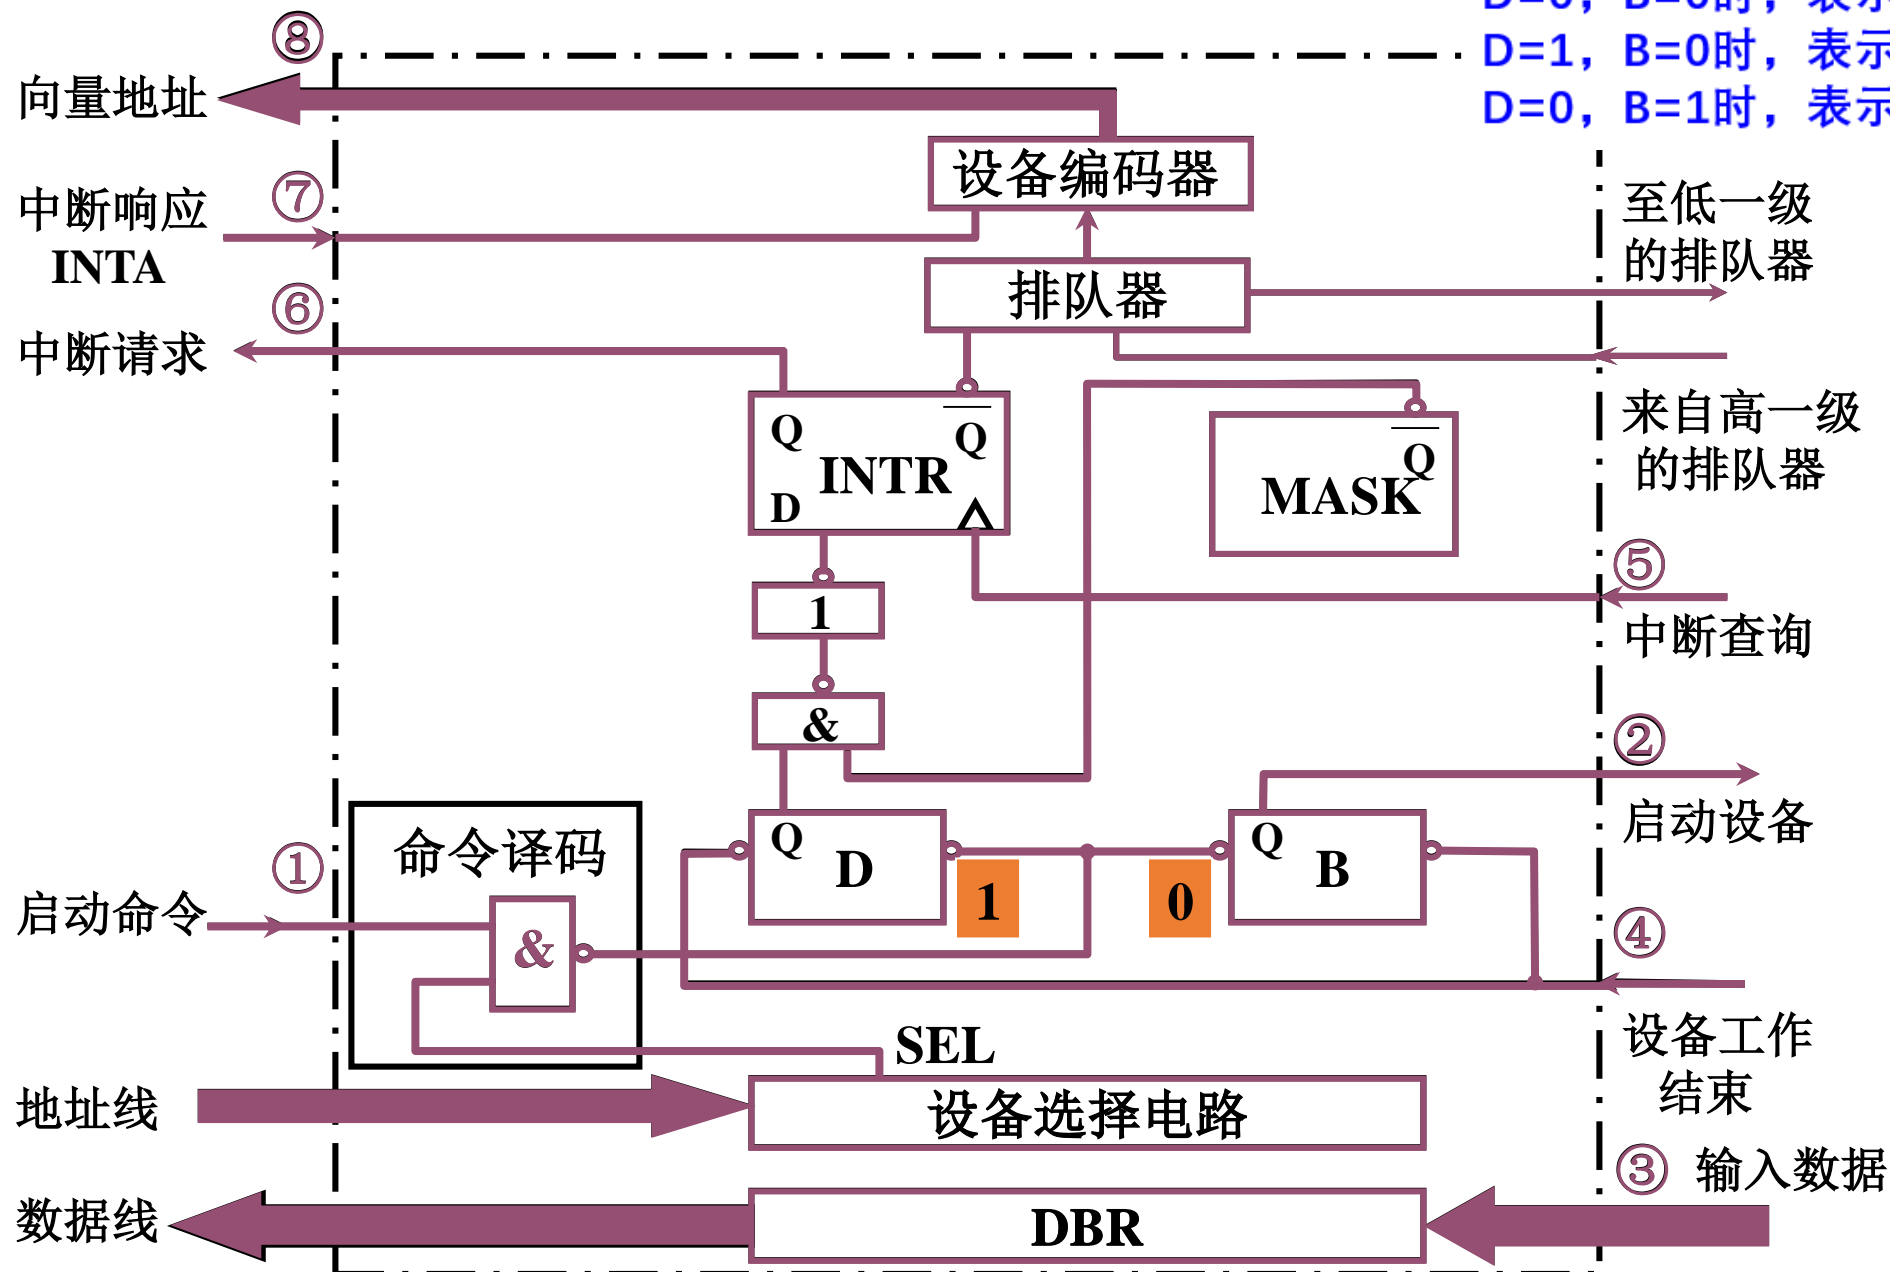 D=0，B=0时，表示
D=1，B=0时，表示
D=0，B=1时，表示
⑧
向量地址
设备编码器
⑦
中断响应
INTA
至低一级
的排队器
排队器
⑥
中断请求
来自高一级
的排队器
Q
Q
INTR
D
Q
MASK
⑤
中断查询
1
&
②
启动设备
命令译码
Q
D
Q
B
①
启动命令
&
1
0
④
设备工作
结束
SEL
地址线
设备选择电路
③ 输入数据
数据线
DBR